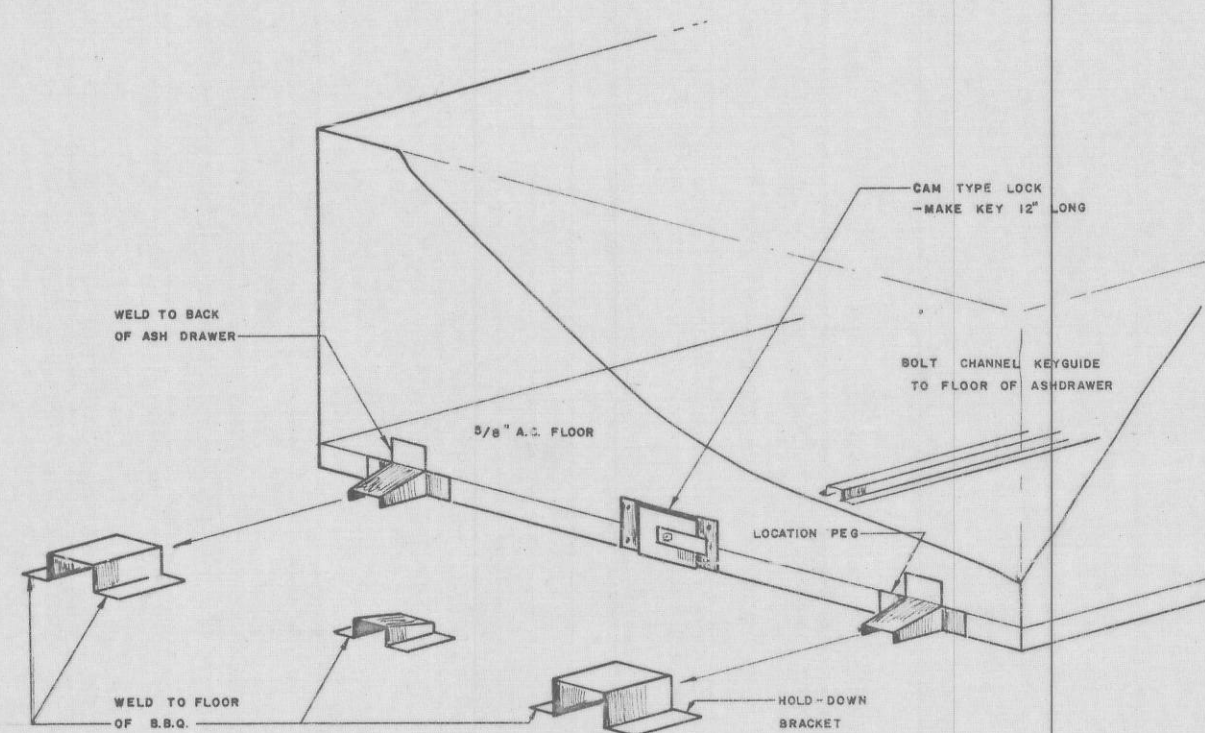 CAM TYPE LOCK
-MAKE KEY 12" LONG
WELD TO BACK
OF ASH DRAWER
BOLT CHANNEL KEYGUIDE
TO FLOOR OF ASHDRAWER
5/8" A.C. FLOOR
LOCATION PEG
WELD TO FLOOR
OF B.B.Q.
HOLD-DOWN
BRACKET